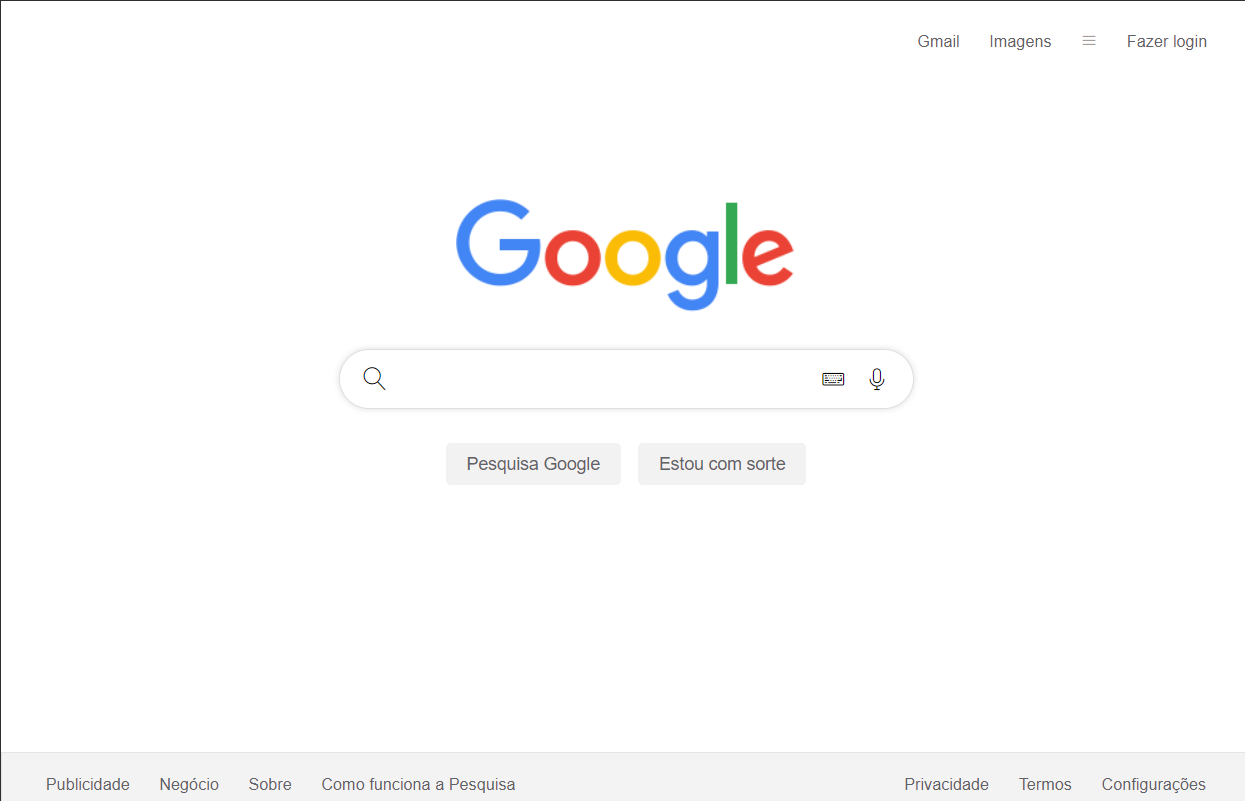 Gmail Imagens Fazer login
Google
Pesquisa Google Estou com sorte
Publicidade Negócio Sobre Como funciona a Pesquisa Privacidade Termos Configurações